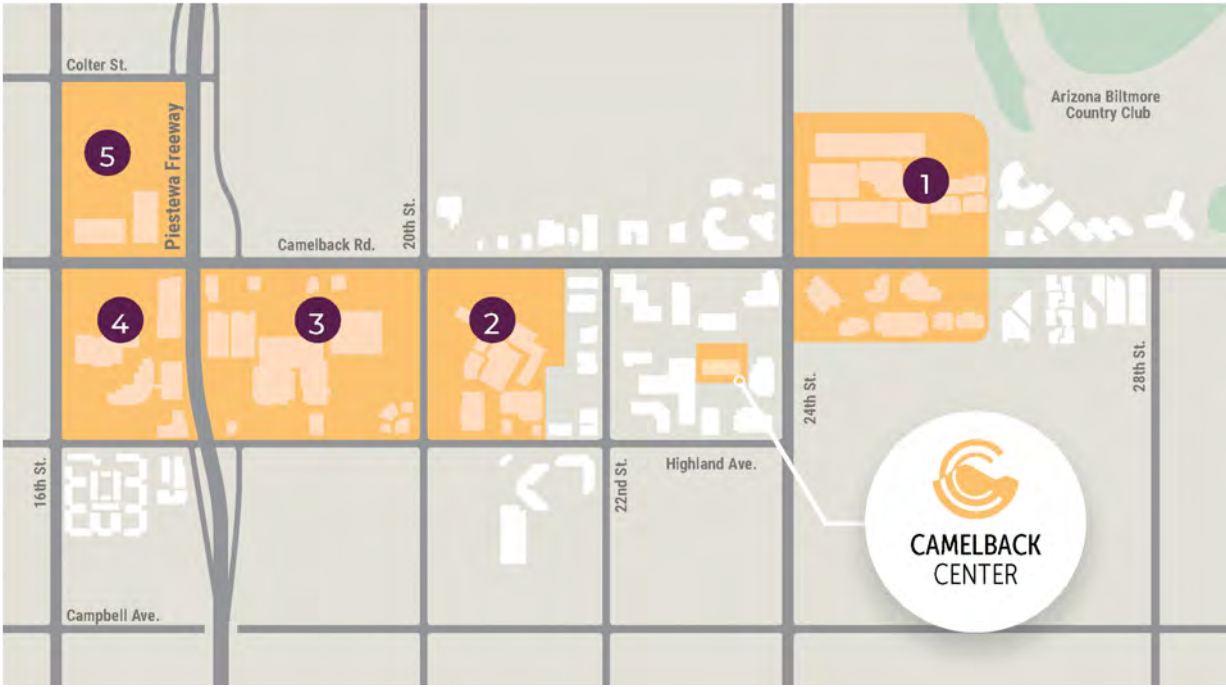 Colter St.
Arizona Biltmore
Country Club
Piestewa Freeway
5
1
20th St.
Camelback Rd.
4
3
2
24th St.
28th St.
16th St.
22nd St.
Highland Ave.
CAMELBACK
CENTER
Campbell Ave.